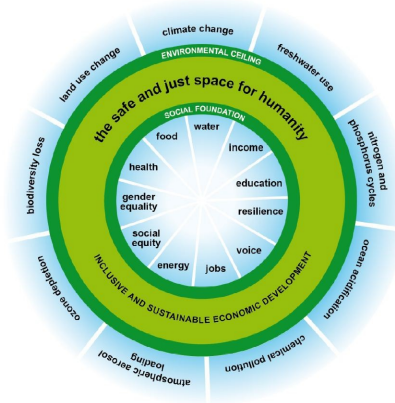 climate change
freshwater use
nitrogen and
phosphorus cycles
ocean acidification
chemical pollution
atmospheric aerosol
loading
ozone depletion
biodiversity loss
land use change
ENVIRONMENTAL CEILING
the safe and just space for humanity
SOCIAL FOUNDATION
water
income
education
resilience
voice
jobs
energy
social
equity
gender
equality
health
food
INCLUSIVE AND SUSTAINABLE ECONOMIC DEVELOPMENT